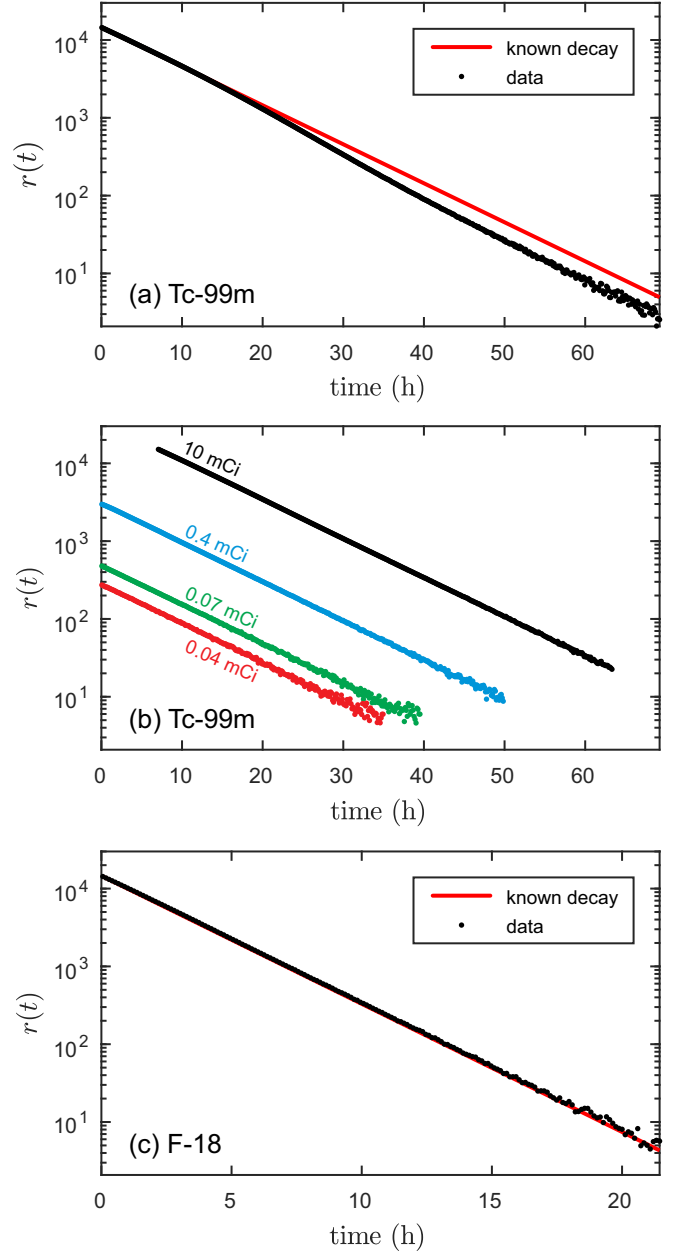 10^4
10^3
10^2
10^1
r(t)
known decay
data
(a) Tc-99m
0 10 20 30 40 50 60
time (h)
10^4
10^3
10^2
10^1
r(t)
10 mCi
0.4 mCi
0.07 mCi
0.04 mCi
(b) Tc-99m
0 10 20 30 40 50 60
time (h)
10^4
10^3
10^2
10^1
r(t)
known decay
data
(c) F-18
0 5 10 15 20
time (h)